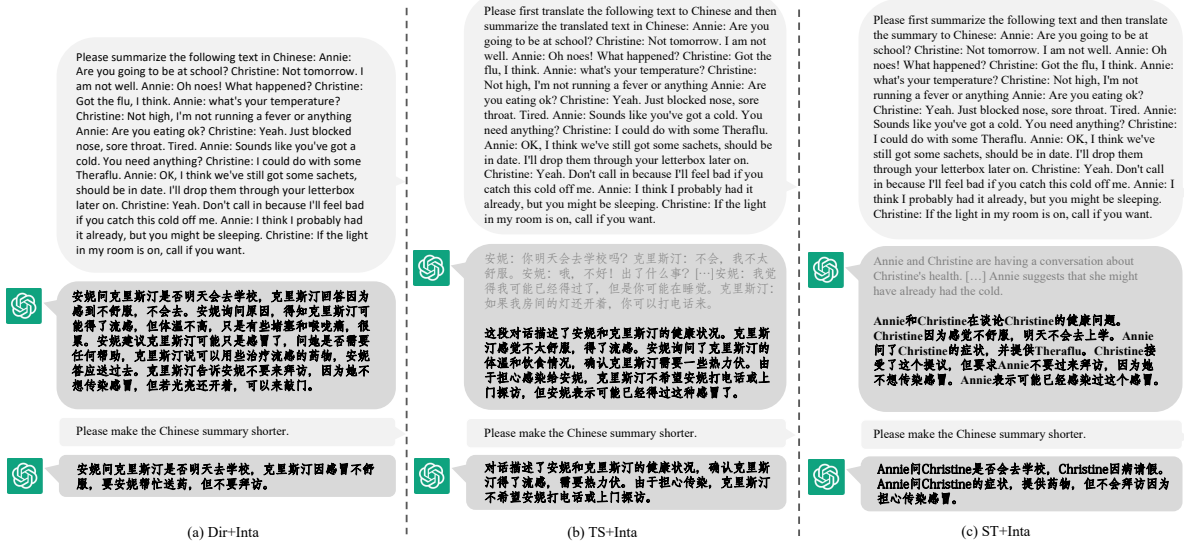 Please summarize the following text in Chinese: Annie:
Are you going to be at school? Christine: Not tomorrow. I
am not well. Annie: Oh noes! What happened? Christine:
Got the flu, I think. Annie: what's your temperature?
Christine: Not high, I'm not running a fever or anything
Annie: Are you eating ok? Christine: Yeah. Just blocked
nose, sore throat. Tired. Annie: Sounds like you've got a
cold. You need anything? Christine: I could do with some
Theraflu. Annie: OK, I think we've still got some sachets,
should be in date. I'll drop them through your letterbox
later on. Christine: Yeah. Don't call in because I'll feel bad
if you catch this cold off me. Annie: I think I probably had
it already, but you might be sleeping. Christine: If the light
in my room is on, call if you want.
安妮问克里斯汀是否明天会去学校，克里斯汀回答因为
感到不舒服，不会去。安妮询问原因，得知克里斯汀可
能得了流感，但体温不高，只是有些堵塞和喉咙痛，很
累。安妮建议克里斯汀可能只是感冒了，问她是否需要
任何帮助，克里斯汀说可以用些治疗流感的药物，安妮
答应送过去。克里斯汀告诉安妮不要来拜访，因为她不
想传染感冒，但若光亮还开着，可以来敲门。
Please make the Chinese summary shorter.
安妮问克里斯汀是否明天会去学校，克里斯汀因感冒不舒
服，要安妮帮忙送药，但不要拜访。
(a) Dir+Inta
Please first translate the following text to Chinese and then
summarize the translated text in Chinese: Annie: Are you
going to be at school? Christine: Not tomorrow. I am not
well. Annie: Oh noes! What happened? Christine: Got the
flu, I think. Annie: what's your temperature? Christine:
Not high, I'm not running a fever or anything Annie: Are
you eating ok? Christine: Yeah. Just blocked nose, sore
throat. Tired. Annie: Sounds like you've got a cold. You
need anything? Christine: I could do with some Theraflu.
Annie: OK, I think we've still got some sachets, should be
in date. I'll drop them through your letterbox later on.
Christine: Yeah. Don't call in because I'll feel bad if you
catch this cold off me. Annie: I think I probably had it
already, but you might be sleeping. Christine: If the light
in my room is on, call if you want.
安妮：你明天会去学校吗？克里斯汀：不会，我不太
舒服。安妮：哦，不好！出了什么事？[…]安妮：我觉
得我可能已经得过了，但是你可能在睡觉。克里斯汀：
如果我房间的灯还开着，你可以打电话来。
这段对话描述了安妮和克里斯汀的健康状况。克里斯
汀感觉不太舒服，得了流感。安妮询问了克里斯汀的
体温和饮食情况，确认克里斯汀需要一些热力伏。由
于担心感染给安妮，克里斯汀不希望安妮打电话或上
门探访，但安妮表示可能已经得过这种感冒了。
Please make the Chinese summary shorter.
对话描述了安妮和克里斯汀的健康状况，确认克里斯
汀得了流感，需要热力伏。由于担心传染，克里斯汀
不希望安妮打电话或上门探访。
(b) TS+Inta
Please first summarize the following text and then translate
the summary to Chinese: Annie: Are you going to be at
school? Christine: Not tomorrow. I am not well. Annie: Oh
noes! What happened? Christine: Got the flu, I think. Annie:
what's your temperature? Christine: Not high, I'm not
running a fever or anything Annie: Are you eating ok?
Christine: Yeah. Just blocked nose, sore throat. Tired. Annie:
Sounds like you've got a cold. You need anything? Christine:
I could do with some Theraflu. Annie: OK, I think we've
still got some sachets, should be in date. I'll drop them
through your letterbox later on. Christine: Yeah. Don't call
in because I'll feel bad if you catch this cold off me. Annie: I
think I probably had it already, but you might be sleeping.
Christine: If the light in my room is on, call if you want.
Annie and Christine are having a conversation about
Christine's health. […] Annie suggests that she might
have already had the cold.
Annie和Christine在谈论Christine的健康问题。
Christine因为感觉不舒服，明天不会去上学。Annie
问了Christine的症状，并提供Theraflu。Christine接
受了这个提议，但要求Annie不要过来拜访，因为她
不想传染感冒。Annie表示可能已经感染过这个感冒。
Please make the Chinese summary shorter.
Annie问Christine是否会去学校，Christine因病请假。
Annie问Christine的症状，提供药物，但不会拜访因为
担心传染感冒。
(c) ST+Inta